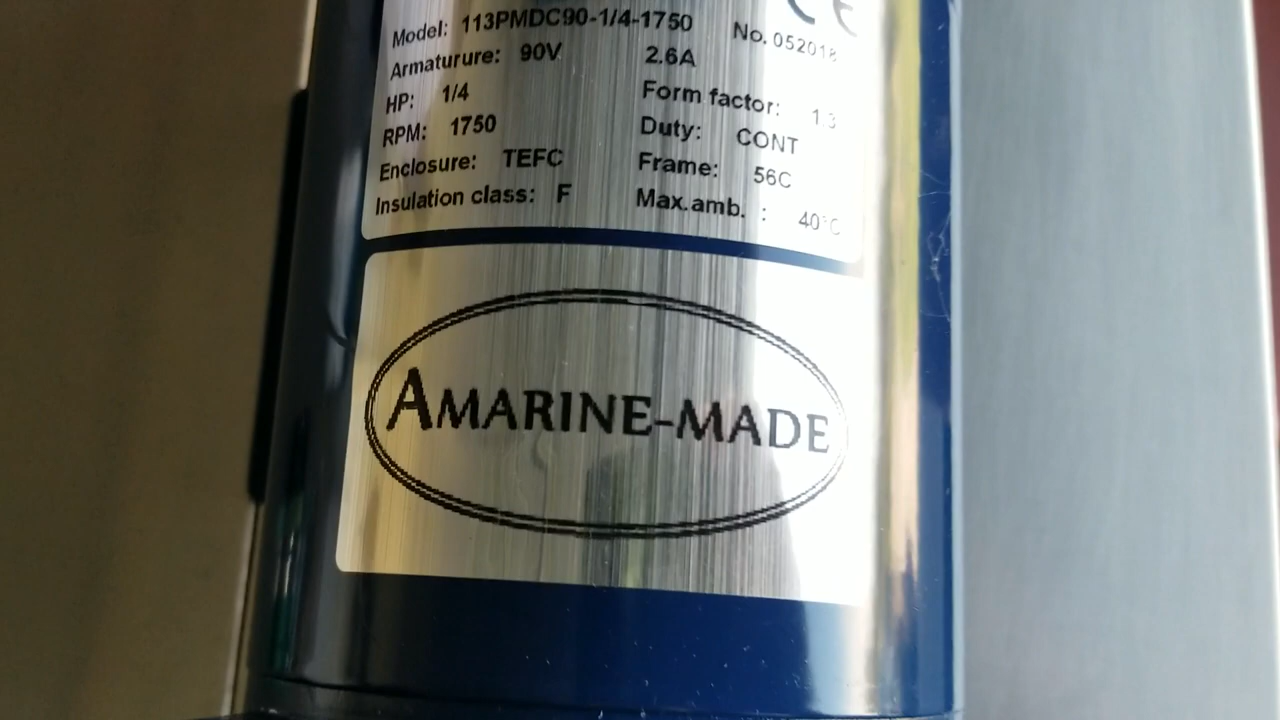 CE
Model: 113PMDC90-1/4-1750 No. 052018
Armaturure: 90V 2.6A
HP: 1/4 Form factor: 1.3
RPM: 1750 Duty: CONT
Enclosure: TEFC Frame: 56C
Insulation class: F Max.amb. : 40°C
AMARINE-MADE